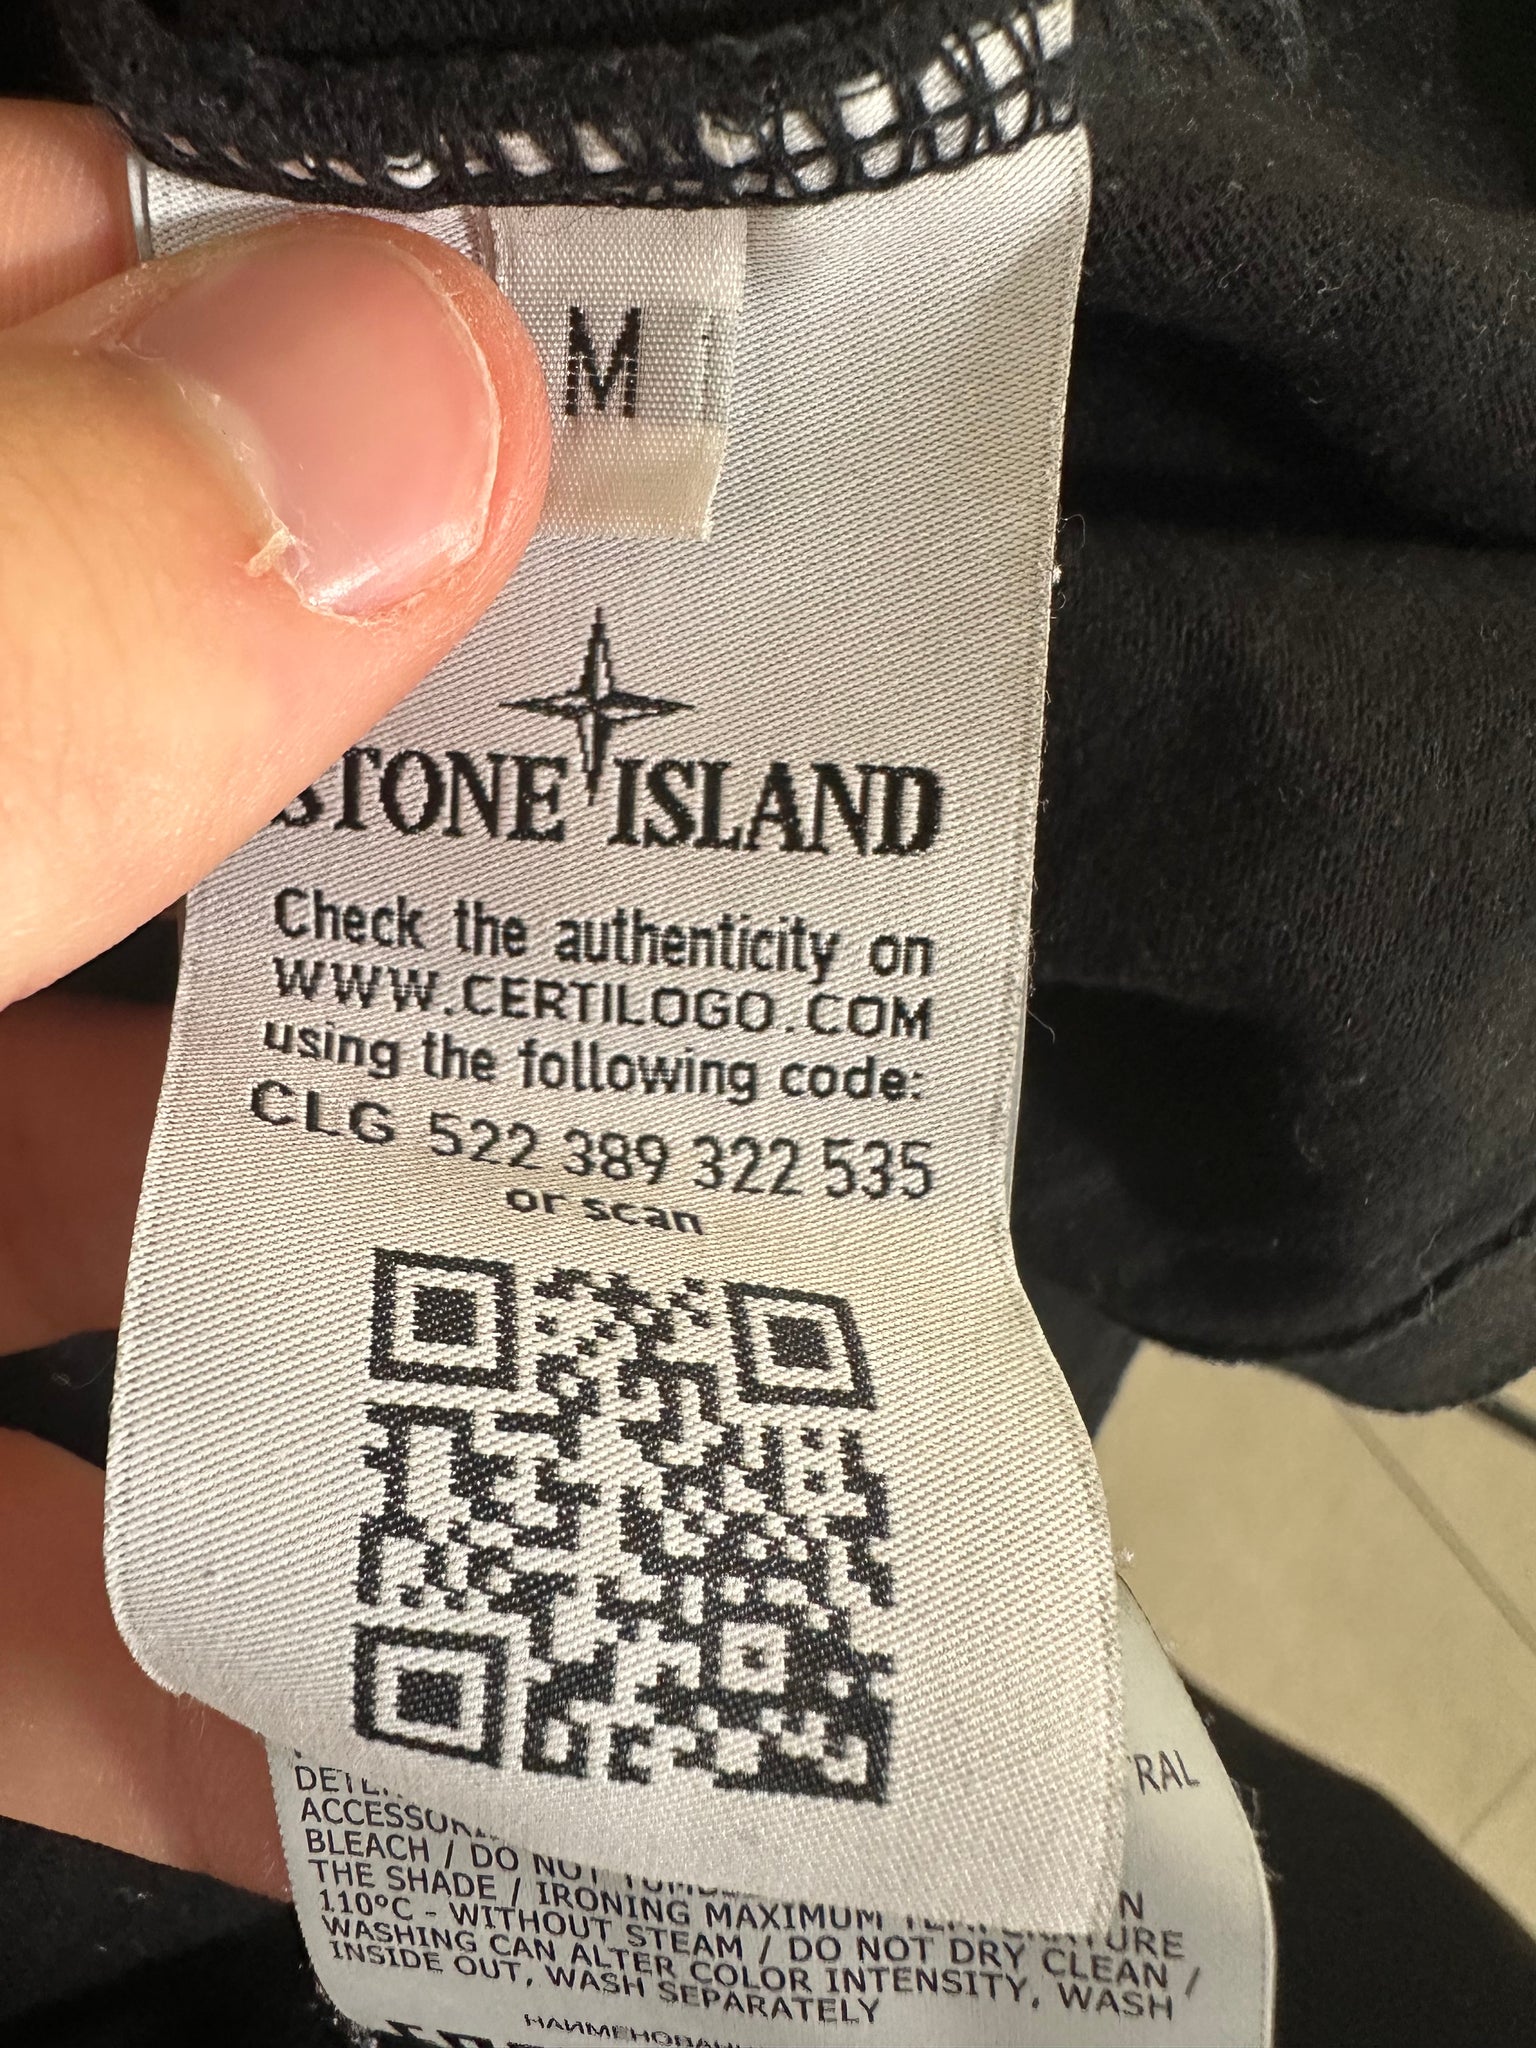 M
STONE ISLAND
Check the authenticity on
WWW.CERTILOGO.COM
using the following code:
CLG 522 389 322 535
or scan
RAL
BLEACH / DO NOT
THE SHADE / IRONING MAXIMUM TEMPERATURE
110°C - WITHOUT STEAM / DO NOT DRY CLEAN /
WASHING CAN ALTER COLOR INTENSITY, WASH
INSIDE OUT, WASH SEPARATELY